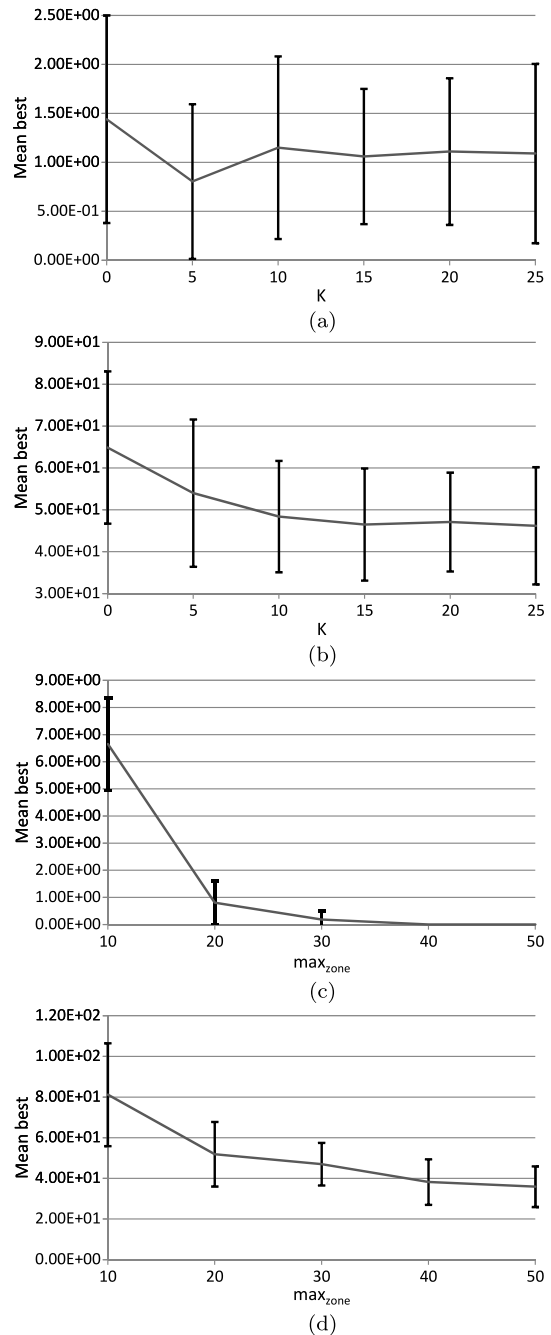 2.50E+00
2.00E+00
1.50E+00
1.00E+00
5.00E-01
0.00E+00
Mean best
0 5 10 15 20 25
K
(a)
9.00E+01
8.00E+01
7.00E+01
6.00E+01
5.00E+01
4.00E+01
3.00E+01
Mean best
0 5 10 15 20 25
K
(b)
9.00E+00
8.00E+00
7.00E+00
6.00E+00
5.00E+00
4.00E+00
3.00E+00
2.00E+00
1.00E+00
0.00E+00
Mean best
10 20 30 40 50
max_zone
(c)
1.20E+02
1.00E+02
8.00E+01
6.00E+01
4.00E+01
2.00E+01
0.00E+00
Mean best
10 20 30 40 50
max_zone
(d)